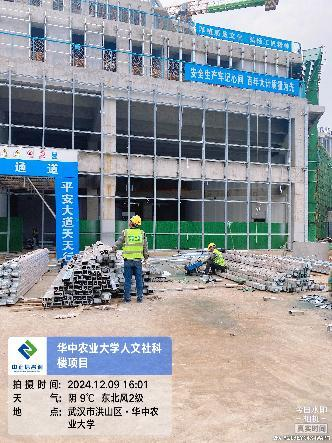 安全生产牢记心间 百年大计质量为先
通道
平安大道天天行
华中农业大学人文社科
楼项目
拍摄时间：2024.12.09 16:01
天 气：阴 9℃ 东北风2级
地 点：武汉市洪山区·华中农
业大学
今日水印
相机
真实时间